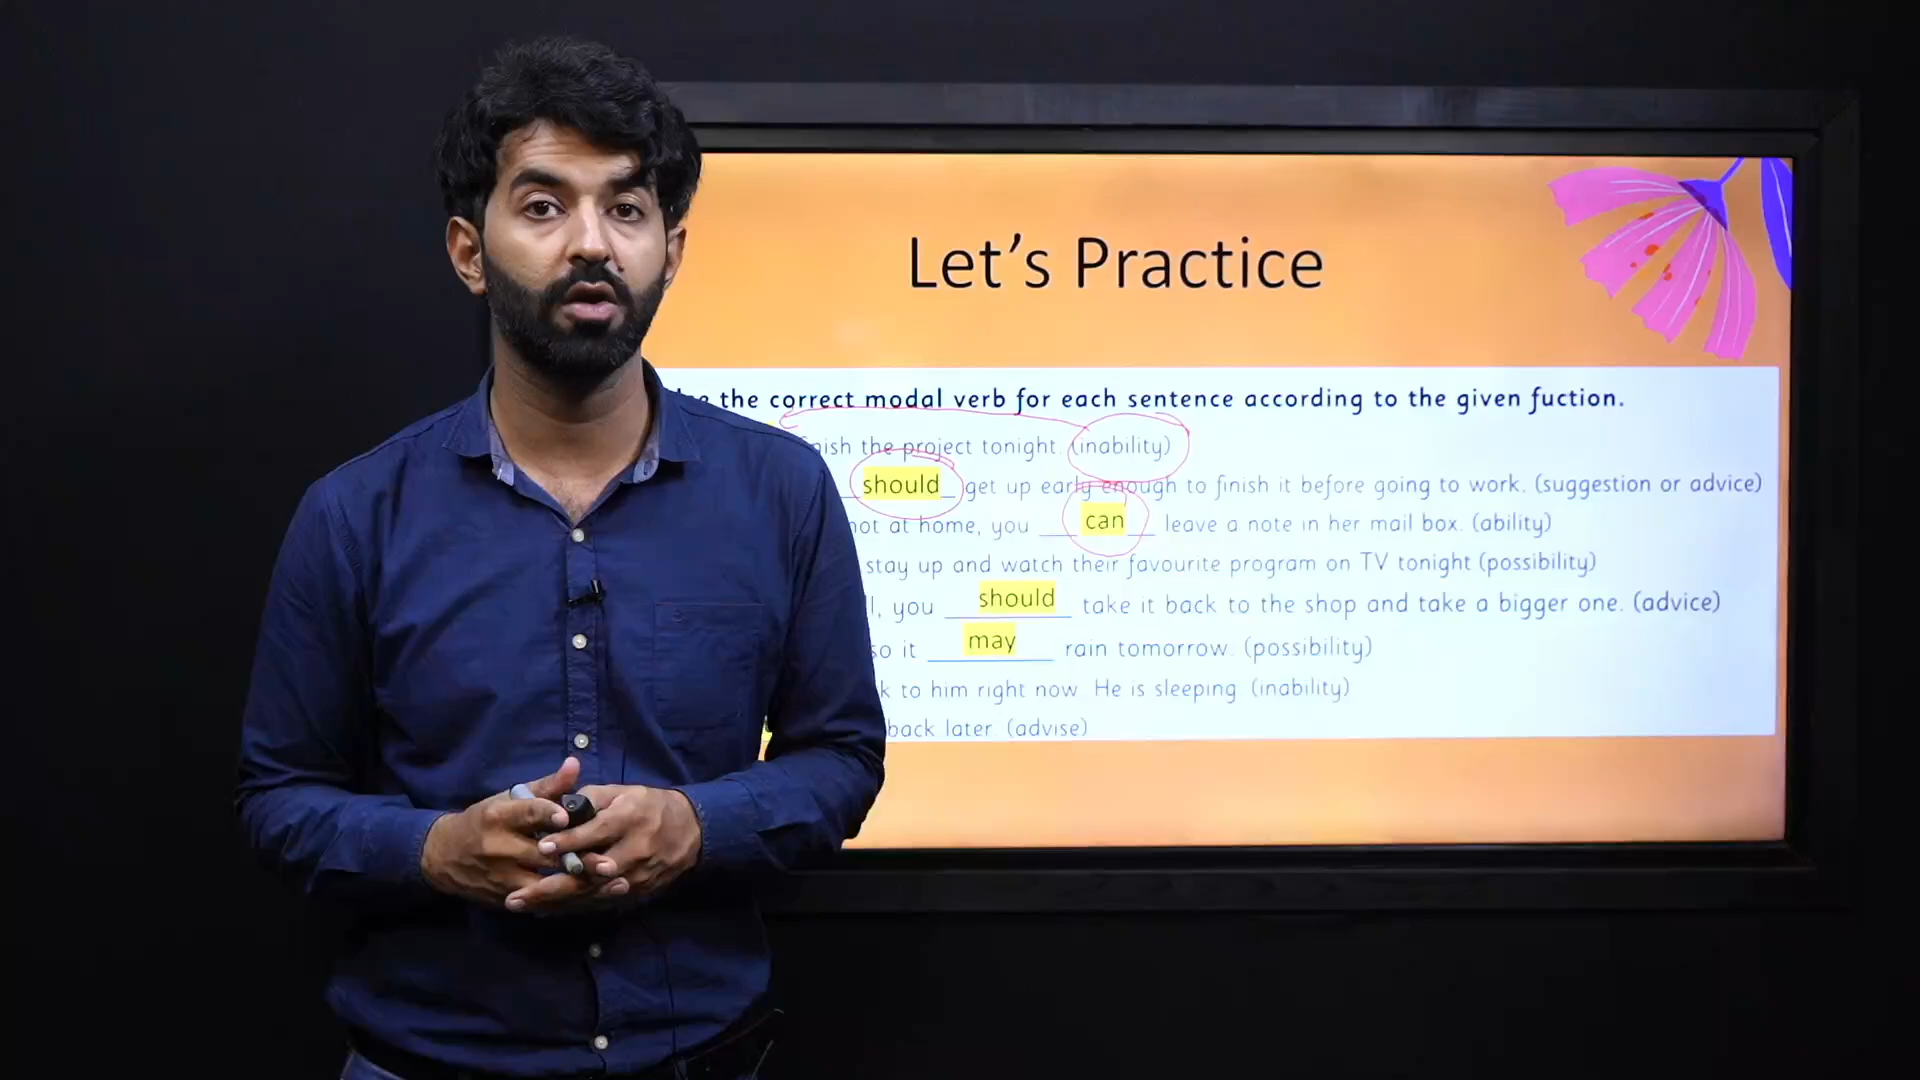 Let's Practice
the correct modal verb for each sentence according to the given fuction.
the project tonight. (inability)
should get up early enough to finish it before going to work. (suggestion or advice)
not at home, you can leave a note in her mail box. (ability)
stay up and watch their favourite program on TV tonight (possibility)
you should take it back to the shop and take a bigger one. (advice)
so it may rain tomorrow. (possibility)
to him right now. He is sleeping (inability)
back later. (advise)